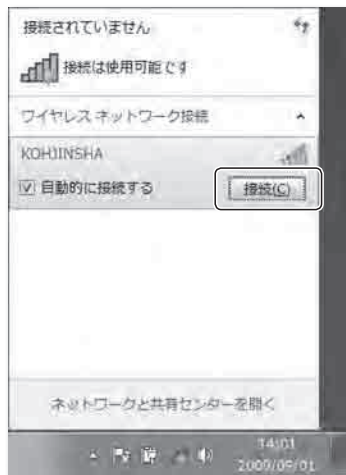 接続されていません
接続は使用可能です
ワイヤレス ネットワーク接続
KOHJINSHA
自動的に接続する
接続(C)
ネットワークと共有センターを開く
14:01
2009/09/01